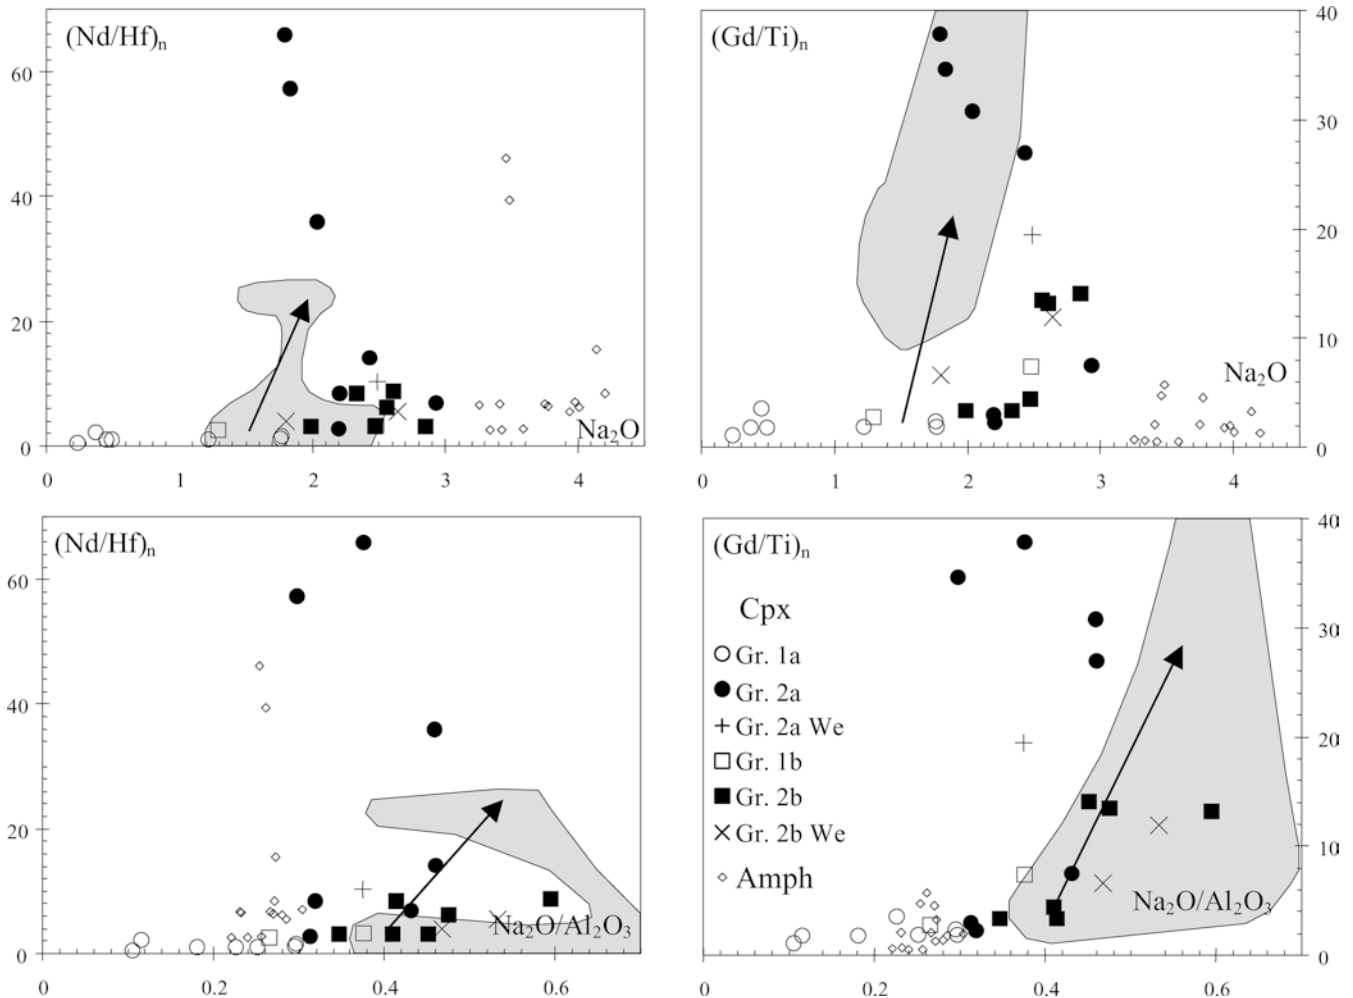 (Nd/Hf)n
60
40
20
0
Na2O
0 1 2 3 4
(Gd/Ti)n
40
30
20
10
0
Na2O
0 1 2 3 4
(Nd/Hf)n
60
40
20
0
Na2O/Al2O3
0 0.2 0.4 0.6
(Gd/Ti)n
Cpx
Gr. 1a
Gr. 2a
Gr. 2a We
Gr. 1b
Gr. 2b
Gr. 2b We
Amph
40
30
20
10
0
Na2O/Al2O3
0 0.2 0.4 0.6